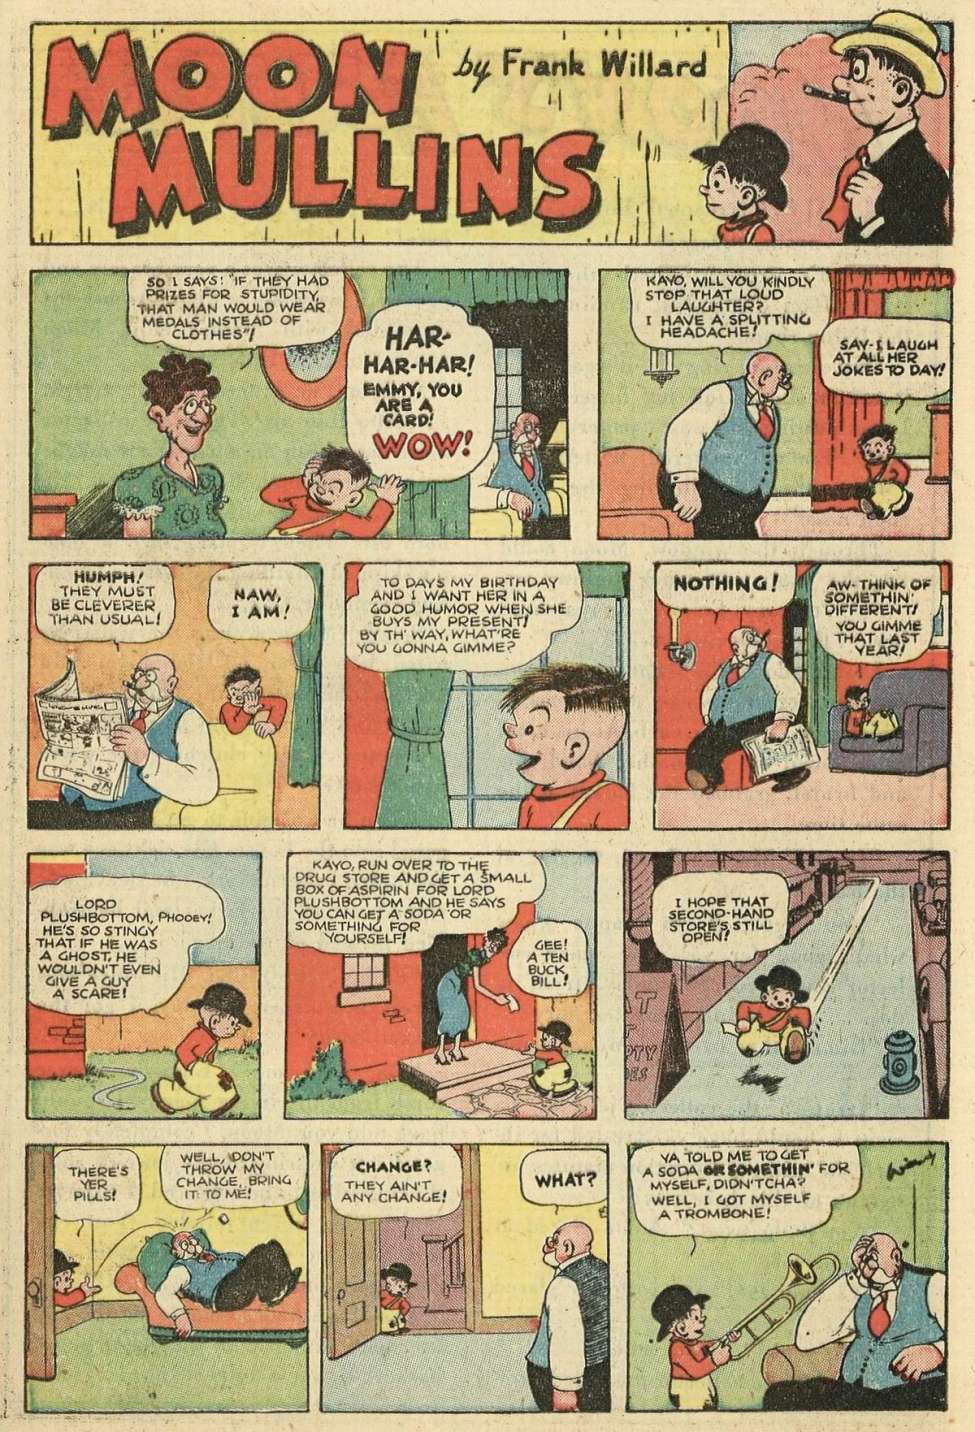 MOON
MULLINS
by Frank Willard
SO I SAYS: "IF THEY HAD
PRIZES FOR STUPIDITY,
THAT MAN WOULD WEAR
MEDALS INSTEAD OF
CLOTHES"!
HAR-
HAR-HAR!
EMMY, YOU
ARE A
CARD!
WOW!
KAYO, WILL YOU KINDLY
STOP THAT LOUD
LAUGHTER?
I HAVE A SPLITTING
HEADACHE!
SAY-I LAUGH
AT ALL HER
JOKES TO DAY!
HUMPH!
THEY MUST
BE CLEVERER
THAN USUAL!
NAW,
I AM!
TO DAYS MY BIRTHDAY
AND I WANT HER IN A
GOOD HUMOR WHEN SHE
BUYS MY PRESENT!
BY TH' WAY, WHAT'RE
YOU GONNA GIMME?
NOTHING!
AW- THINK OF
SOMETHIN'
DIFFERENT!
YOU GIMME
THAT LAST
YEAR!
LORD
PLUSHBOTTOM, PHOOEY!
HE'S SO STINGY
THAT IF HE WAS
A GHOST, HE
WOULDN'T EVEN
GIVE A GUY
A SCARE!
KAYO, RUN OVER TO THE
DRUG STORE AND GET A SMALL
BOX OF ASPIRIN FOR LORD
PLUSHBOTTOM AND HE SAYS
YOU CAN GET A SODA OR
SOMETHING FOR
YOURSELF!
GEE!
A TEN
BUCK
BILL!
I HOPE THAT
SECOND-HAND
STORE'S STILL
OPEN!
THERE'S
YER
PILLS!
WELL, DON'T
THROW MY
CHANGE, BRING
IT TO ME!
CHANGE?
THEY AIN'T
ANY CHANGE!
WHAT?
YA TOLD ME TO GET
A SODA OR SOMETHIN' FOR
MYSELF, DIDN'TCHA?
WELL, I GOT MYSELF
A TROMBONE!